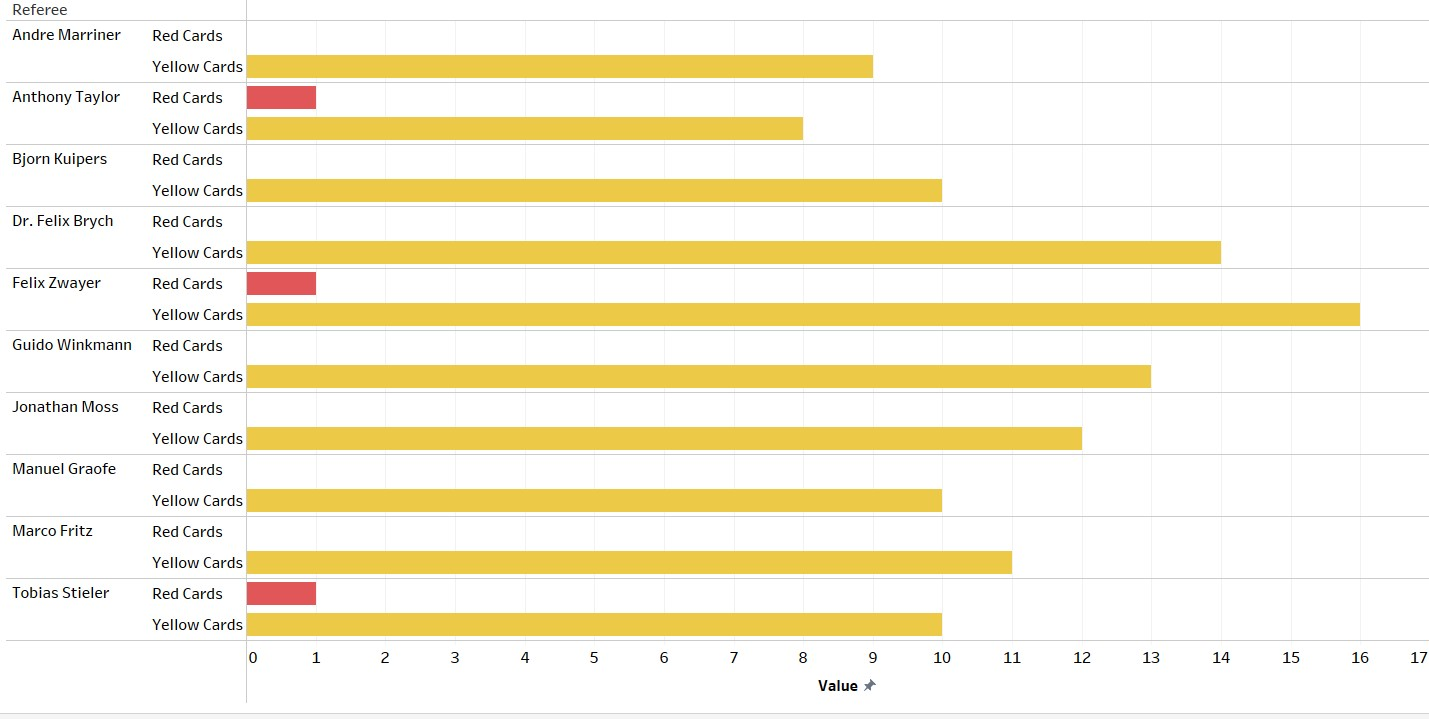 Referee
Andre Marriner Red Cards
Yellow Cards
Anthony Taylor Red Cards
Yellow Cards
Bjorn Kuipers Red Cards
Yellow Cards
Dr. Felix Brych Red Cards
Yellow Cards
Felix Zwayer Red Cards
Yellow Cards
Guido Winkmann Red Cards
Yellow Cards
Jonathan Moss Red Cards
Yellow Cards
Manuel Graofe Red Cards
Yellow Cards
Marco Fritz Red Cards
Yellow Cards
Tobias Stieler Red Cards
Yellow Cards
0 1 2 3 4 5 6 7 8 9 10 11 12 13 14 15 16 17
Value